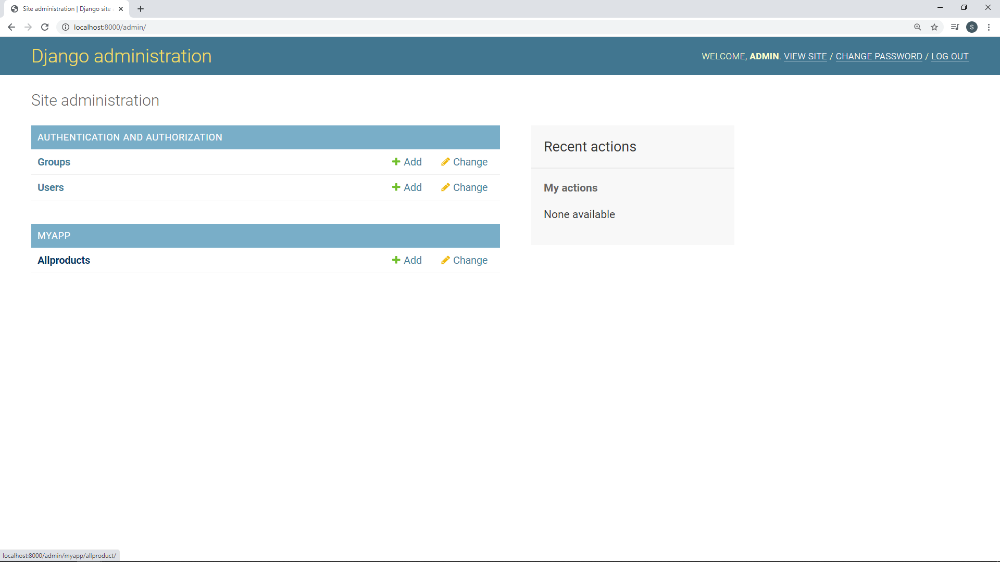 Site administration | Django site
localhost:8000/admin/
S
Django administration
WELCOME, ADMIN. VIEW SITE / CHANGE PASSWORD / LOG OUT
Site administration
AUTHENTICATION AND AUTHORIZATION
Groups Add Change
Users Add Change
MYAPP
Allproducts Add Change
Recent actions
My actions
None available
localhost:8000/admin/myapp/allproduct/